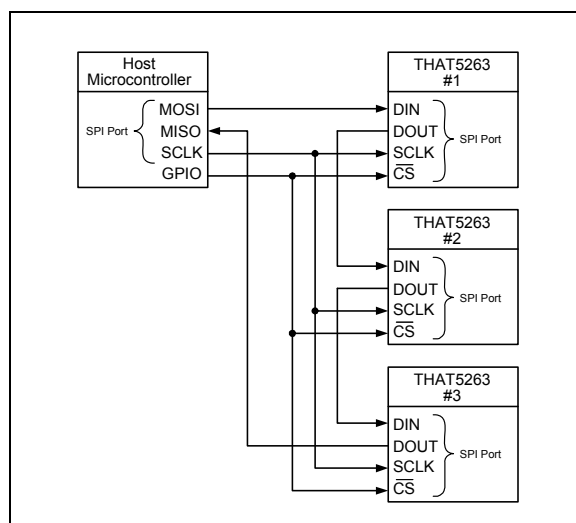 Host
Microcontroller
MOSI
MISO
SCLK
GPIO
SPI Port
THAT5263
#1
DIN
DOUT
SCLK
CS
SPI Port
THAT5263
#2
DIN
DOUT
SCLK
CS
SPI Port
THAT5263
#3
DIN
DOUT
SCLK
CS
SPI Port